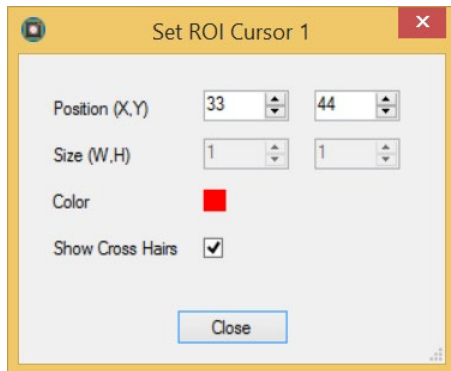 Set ROI Cursor 1
Position (X,Y) 33 44
Size (W,H) 1 1
Color
Show Cross Hairs
Close